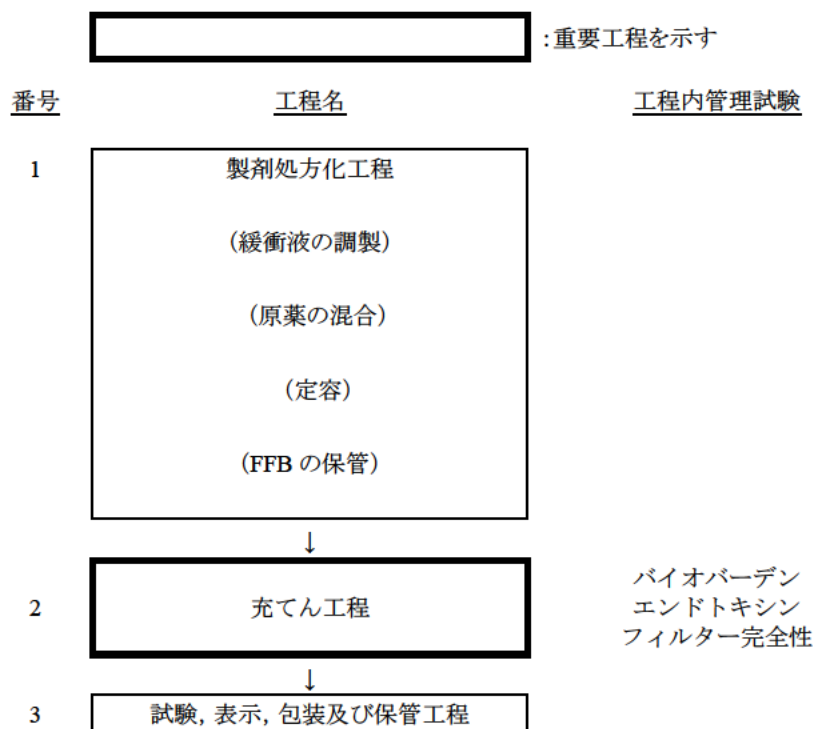 :重要工程を示す
番号 工程名 工程内管理試験
1 製剤処方化工程
(緩衝液の調製)
(原薬の混合)
(定容)
(FFB の保管)
↓
バイオバーデン
2 充てん工程 エンドトキシン
フィルター完全性
↓
3 試験, 表示, 包装及び保管工程